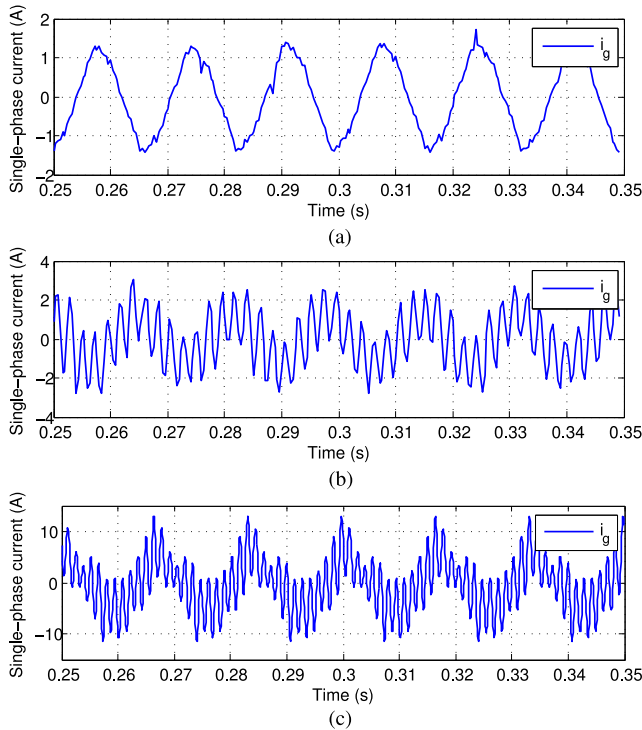 Single-phase current (A)
2
1
0
−1
−2
0.25 0.26 0.27 0.28 0.29 0.3 0.31 0.32 0.33 0.34 0.35
Time (s)
i_g
(a)
Single-phase current (A)
4
2
0
−2
−4
0.25 0.26 0.27 0.28 0.29 0.3 0.31 0.32 0.33 0.34 0.35
Time (s)
i_g
(b)
Single-phase current (A)
10
0
−10
0.25 0.26 0.27 0.28 0.29 0.3 0.31 0.32 0.33 0.34 0.35
Time (s)
i_g
(c)